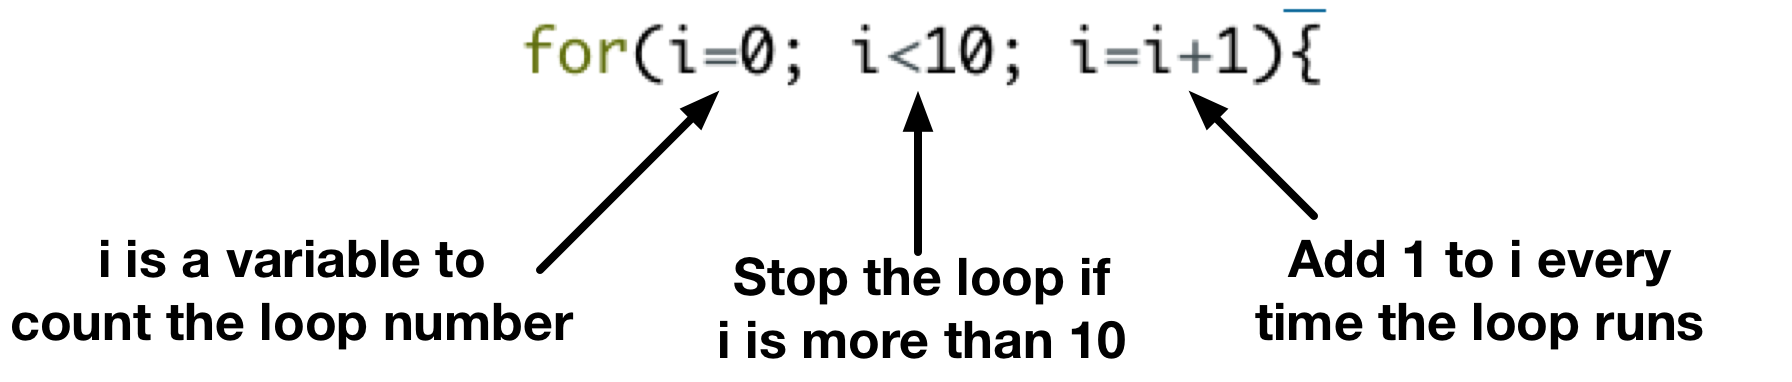 for(i=0; i<10; i=i+1){
i is a variable to
count the loop number
Stop the loop if
i is more than 10
Add 1 to i every
time the loop runs